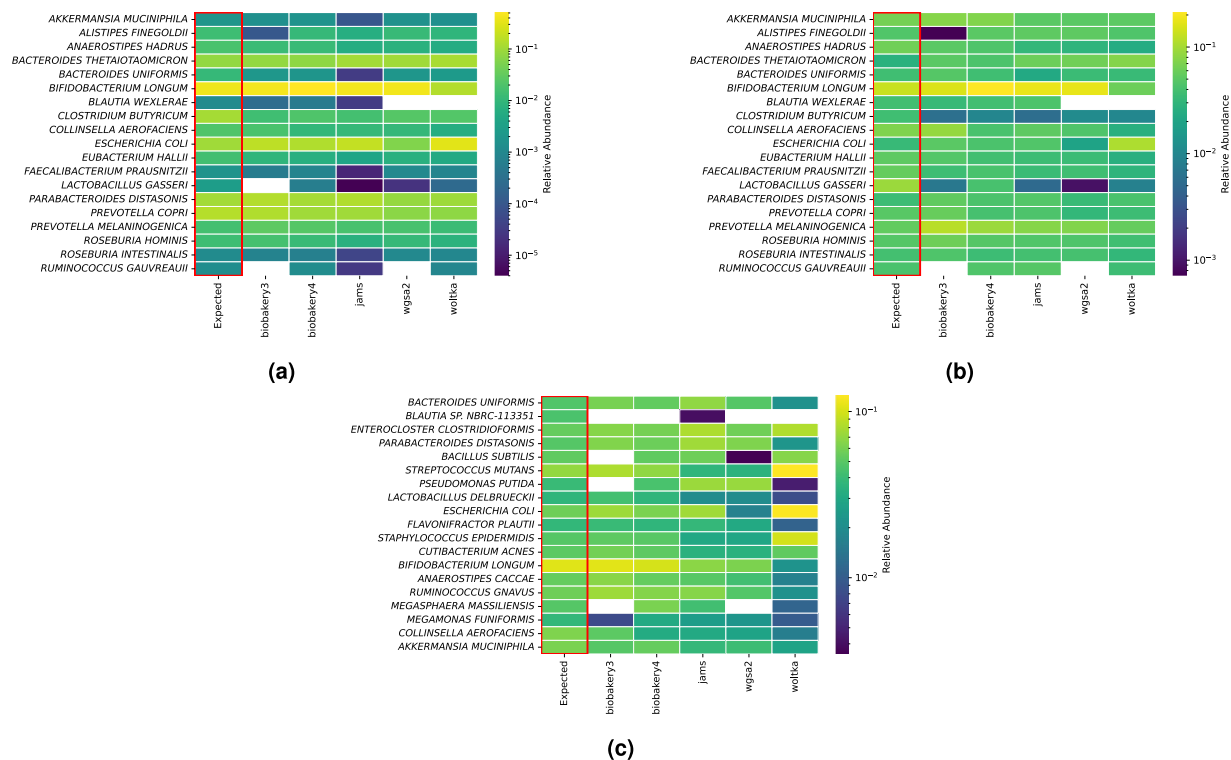 AKKERMANSIA MUCINIPHILA
ALISTIPES FINEGOLDII
ANAEROSTIPES HADRUS
BACTEROIDES THETAIOTAOMICRON
BACTEROIDES UNIFORMIS
BIFIDOBACTERIUM LONGUM
BLAUTIA WEXLERAE
CLOSTRIDIUM BUTYRICUM
COLLINSELLA AEROFACIENS
ESCHERICHIA COLI
EUBACTERIUM HALLII
FAECALIBACTERIUM PRAUSNITZII
LACTOBACILLUS GASSERI
PARABACTEROIDES DISTASONIS
PREVOTELLA COPRI
PREVOTELLA MELANINOGENICA
ROSEBURIA HOMINIS
ROSEBURIA INTESTINALIS
RUMINOCOCCUS GAUVREAUII
Expected
biobakery3
biobakery4
jams
wgsa2
woltka
10⁻¹
10⁻²
10⁻³
10⁻⁴
10⁻⁵
Relative Abundance
(a)
AKKERMANSIA MUCINIPHILA
ALISTIPES FINEGOLDII
ANAEROSTIPES HADRUS
BACTEROIDES THETAIOTAOMICRON
BACTEROIDES UNIFORMIS
BIFIDOBACTERIUM LONGUM
BLAUTIA WEXLERAE
CLOSTRIDIUM BUTYRICUM
COLLINSELLA AEROFACIENS
ESCHERICHIA COLI
EUBACTERIUM HALLII
FAECALIBACTERIUM PRAUSNITZII
LACTOBACILLUS GASSERI
PARABACTEROIDES DISTASONIS
PREVOTELLA COPRI
PREVOTELLA MELANINOGENICA
ROSEBURIA HOMINIS
ROSEBURIA INTESTINALIS
RUMINOCOCCUS GAUVREAUII
Expected
biobakery3
biobakery4
jams
wgsa2
woltka
10⁻¹
10⁻²
10⁻³
Relative Abundance
(b)
BACTEROIDES UNIFORMIS
BLAUTIA SP. NBRC-113351
ENTEROCLOSTER CLOSTRIDIOFORMIS
PARABACTEROIDES DISTASONIS
BACILLUS SUBTILIS
STREPTOCOCCUS MUTANS
PSEUDOMONAS PUTIDA
LACTOBACILLUS DELBRUECKII
ESCHERICHIA COLI
FLAVONIFRACTOR PLAUTII
STAPHYLOCOCCUS EPIDERMIDIS
CUTIBACTERIUM ACNES
BIFIDOBACTERIUM LONGUM
ANAEROSTIPES CACCAE
RUMINOCOCCUS GNAVUS
MEGASPHAERA MASSILIENSIS
MEGAMONAS FUNIFORMIS
COLLINSELLA AEROFACIENS
AKKERMANSIA MUCINIPHILA
Expected
biobakery3
biobakery4
jams
wgsa2
woltka
10⁻¹
10⁻²
Relative Abundance
(c)